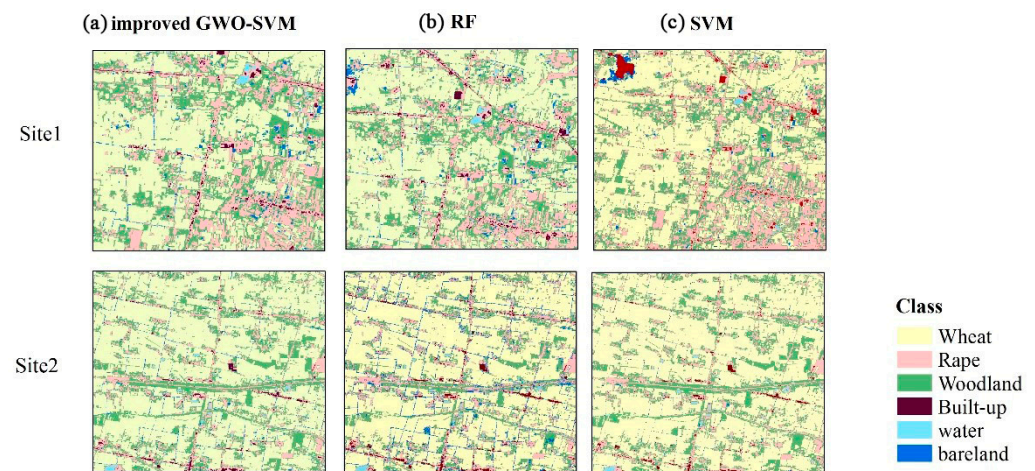 (a) improved GWO-SVM (b) RF (c) SVM
Site1
Site2
Class
Wheat
Rape
Woodland
Built-up
water
bareland